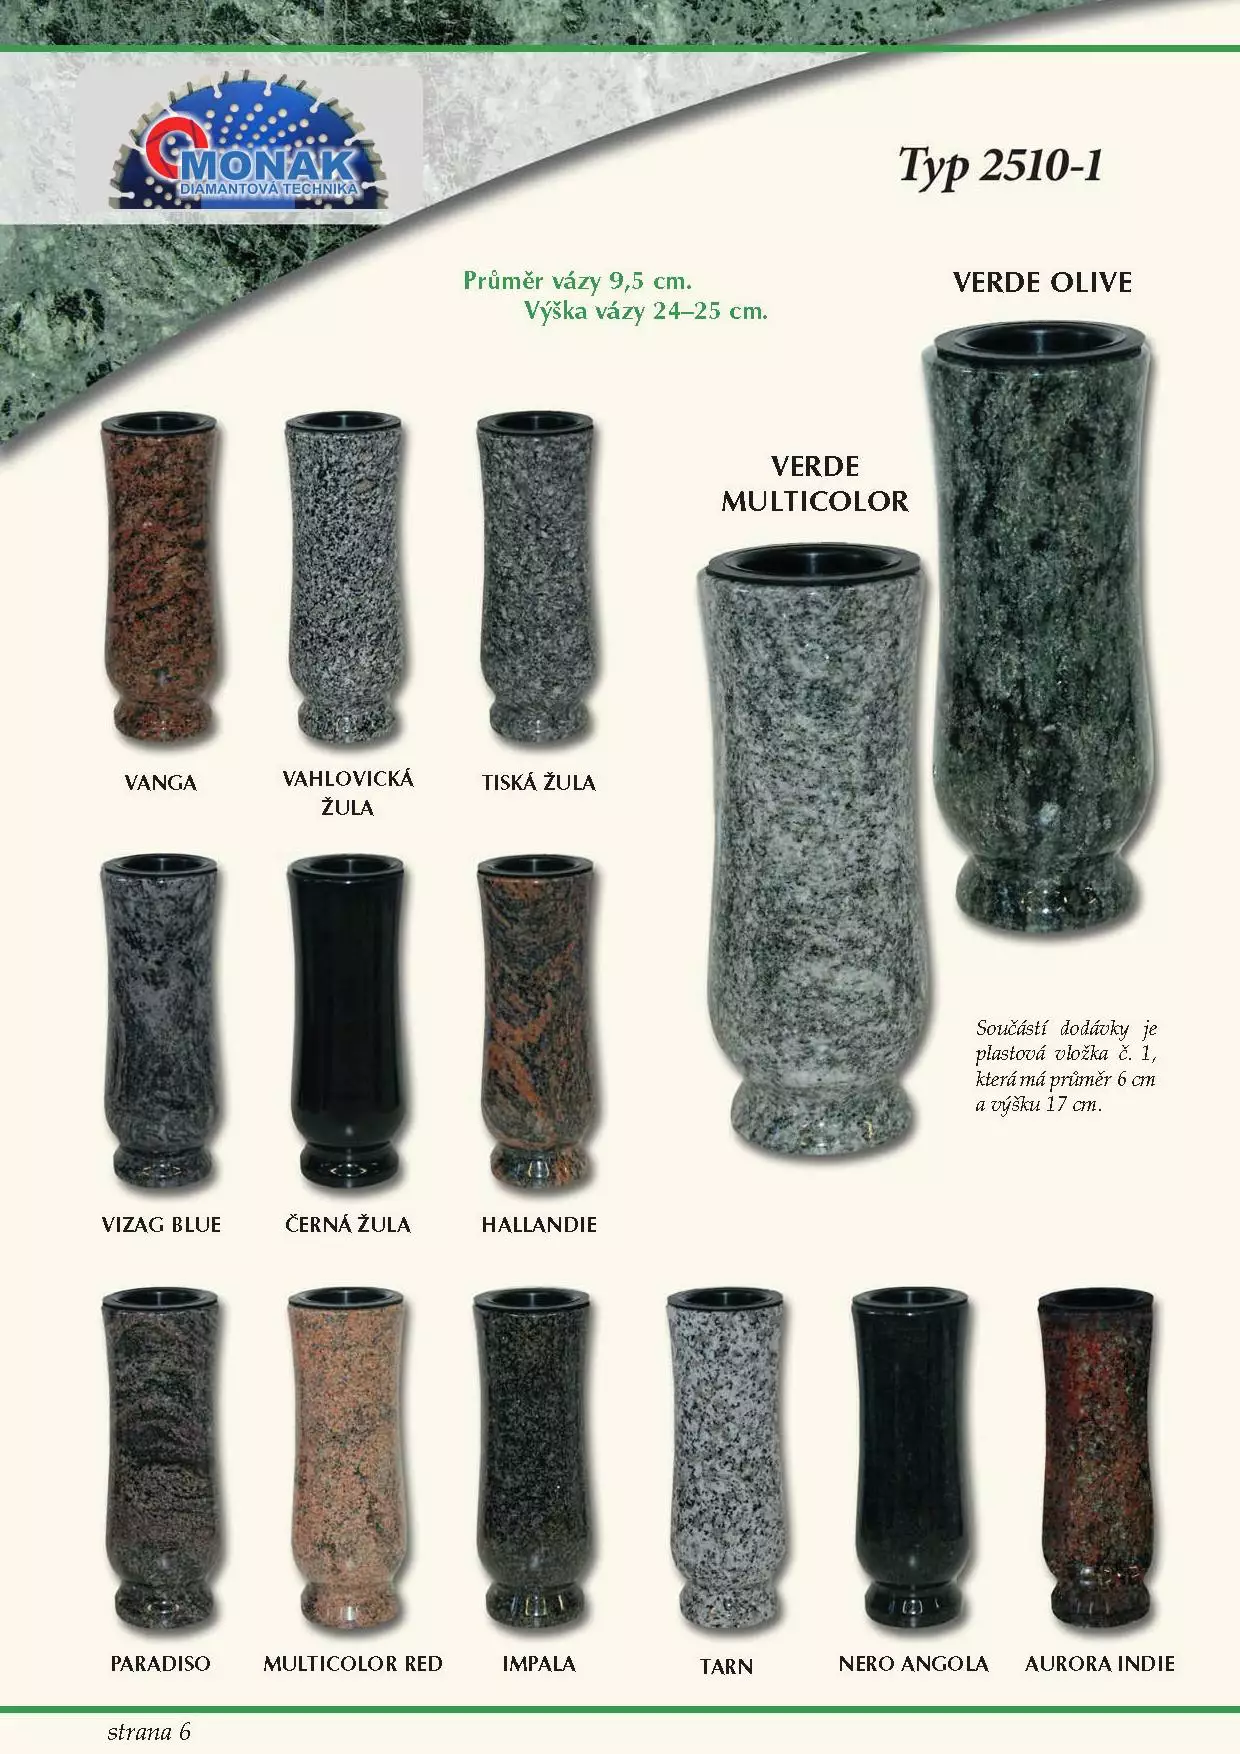 MONAK
DIAMANTOVÁ TECHNIKA
Typ 2510-1
Průměr vázy 9,5 cm.
Výška vázy 24–25 cm.
VERDE OLIVE
VERDE
MULTICOLOR
VANGA
VAHLOVICKÁ
ŽULA
TISKÁ ŽULA
Součástí dodávky je
plastová vložka č. 1,
která má průměr 6 cm
a výšku 17 cm.
VIZAG BLUE
ČERNÁ ŽULA
HALLANDIE
PARADISO
MULTICOLOR RED
IMPALA
TARN
NERO ANGOLA
AURORA INDIE
strana 6